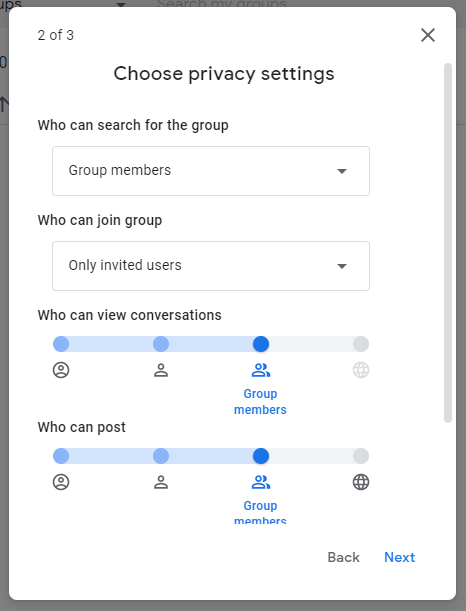 ups
Search my groups
2 of 3
Choose privacy settings
Who can search for the group
Group members
Who can join group
Only invited users
Who can view conversations
Group
members
Who can post
Group
members
Back
Next